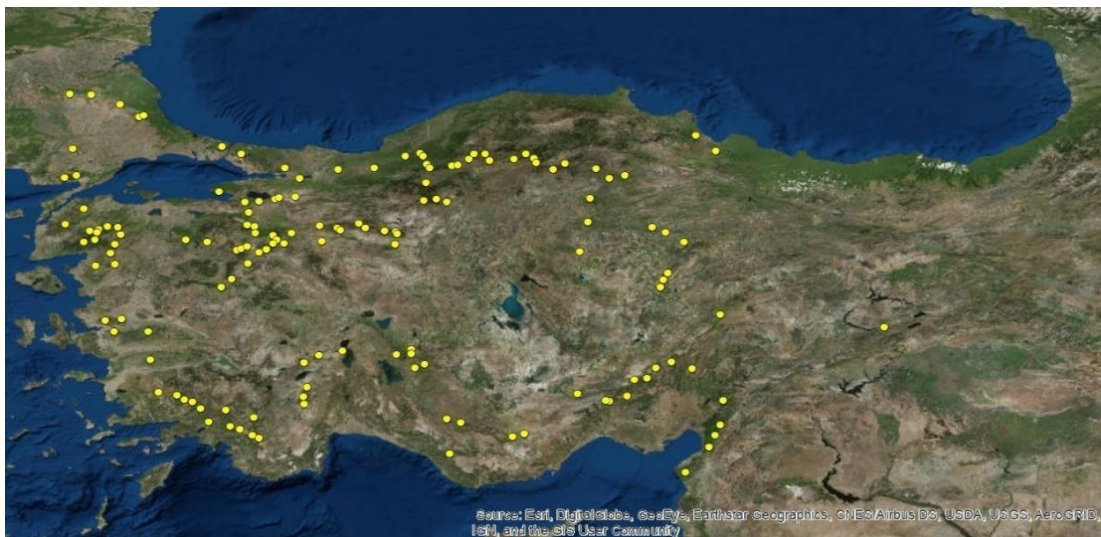 Source: Esri, DigitalGlobe, GeoEye, Earthstar Geographics, CNES/Airbus DS, USDA, USGS, AeroGRID,
IGN, and the GIS User Community